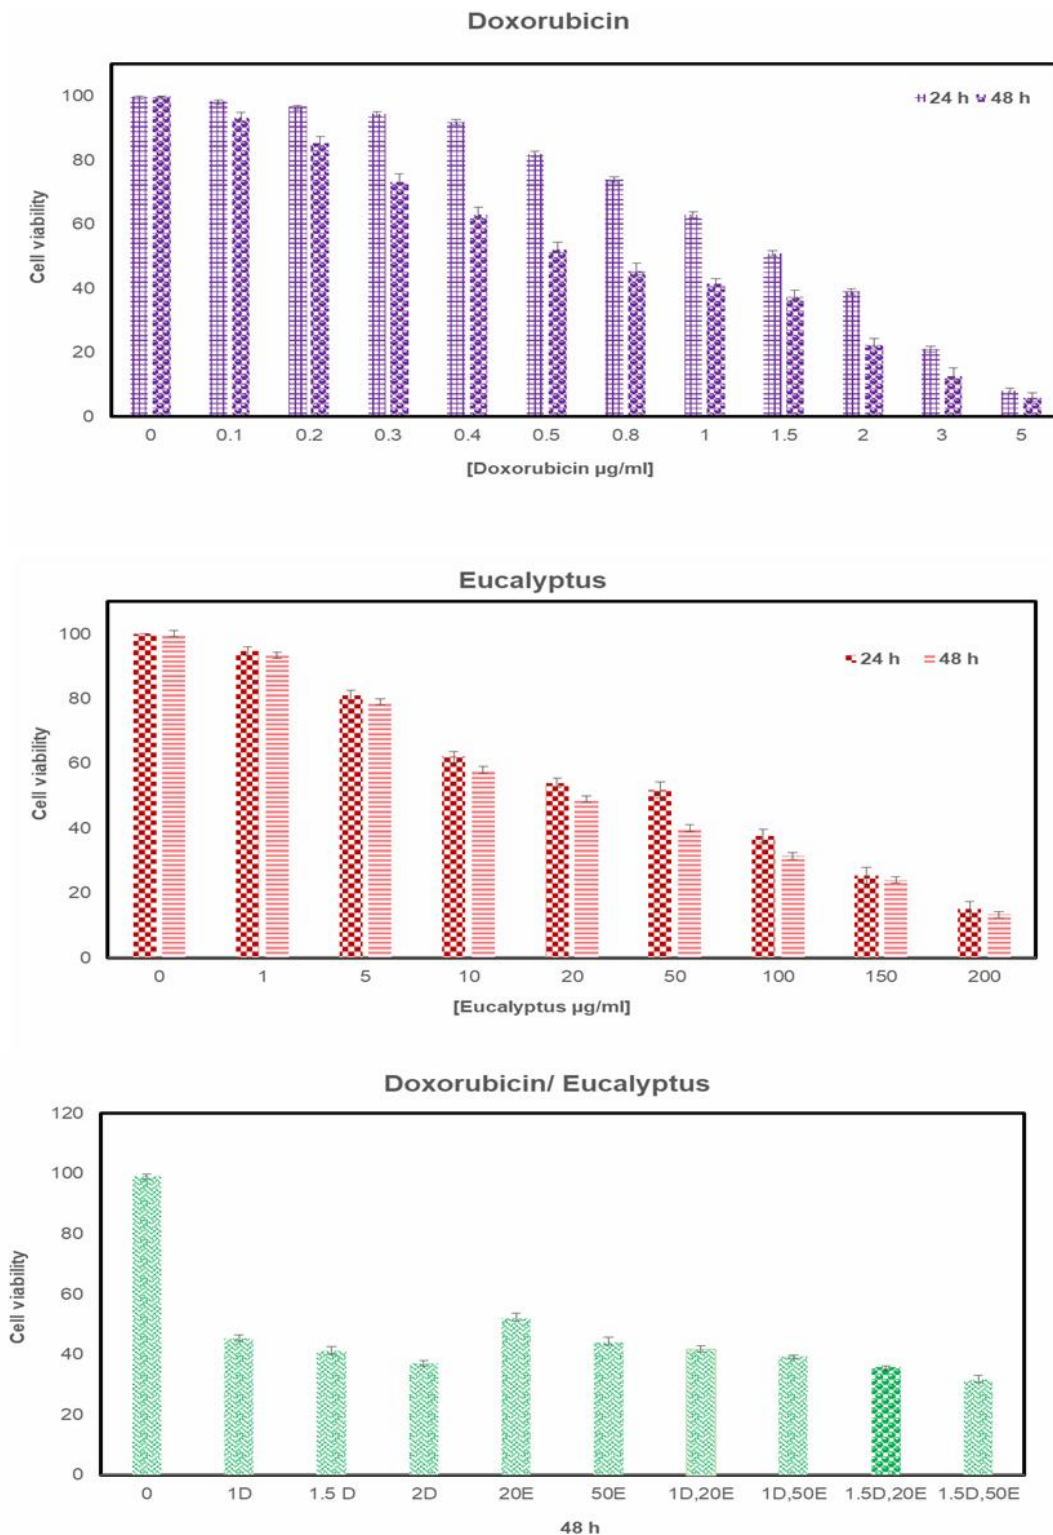 Doxorubicin
100
80
60
40
20
0
Cell viability
24 h 48 h
0 0.1 0.2 0.3 0.4 0.5 0.8 1 1.5 2 3 5
[Doxorubicin µg/ml]
Eucalyptus
100
80
60
40
20
0
Cell viability
24 h 48 h
0 1 5 10 20 50 100 150 200
[Eucalyptus µg/ml]
Doxorubicin/ Eucalyptus
120
100
80
60
40
20
0
Cell viability
0 1D 1.5 D 2D 20E 50E 1D,20E 1D,50E 1.5D,20E 1.5D,50E
48 h